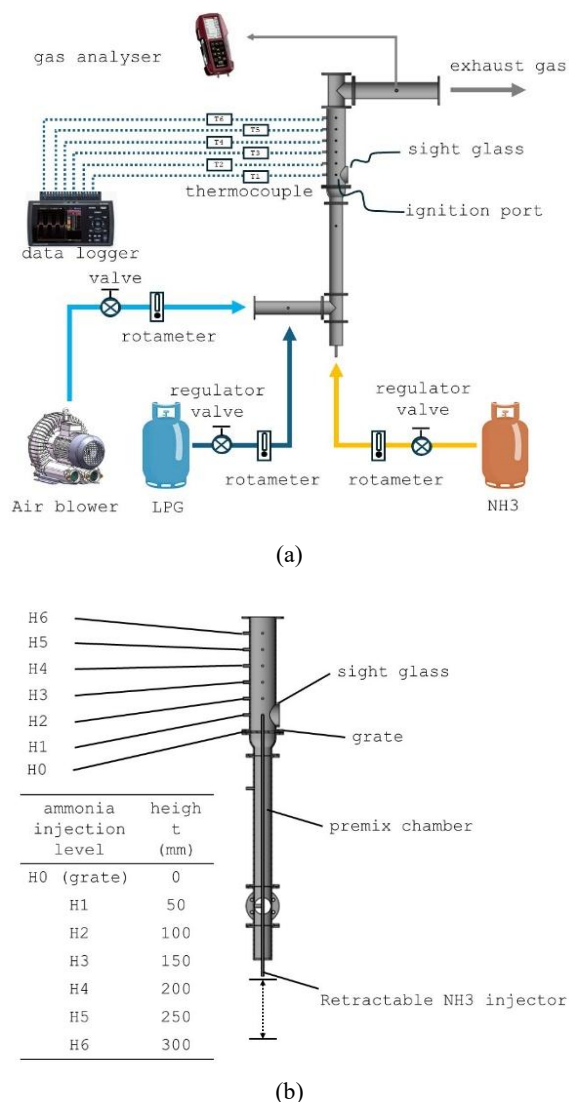 gas analyser
exhaust gas
T6
T5
T4
T3
T2
T1
sight glass
thermocouple
ignition port
data logger
valve
rotameter
regulator
valve
regulator
valve
rotameter
rotameter
Air blower
LPG
NH3
(a)
H6
H5
H4
H3
H2
H1
H0
sight glass
grate
premix chamber
Retractable NH3 injector
ammonia injection level heigh t (mm)
H0 (grate) 0
H1 50
H2 100
H3 150
H4 200
H5 250
H6 300
(b)